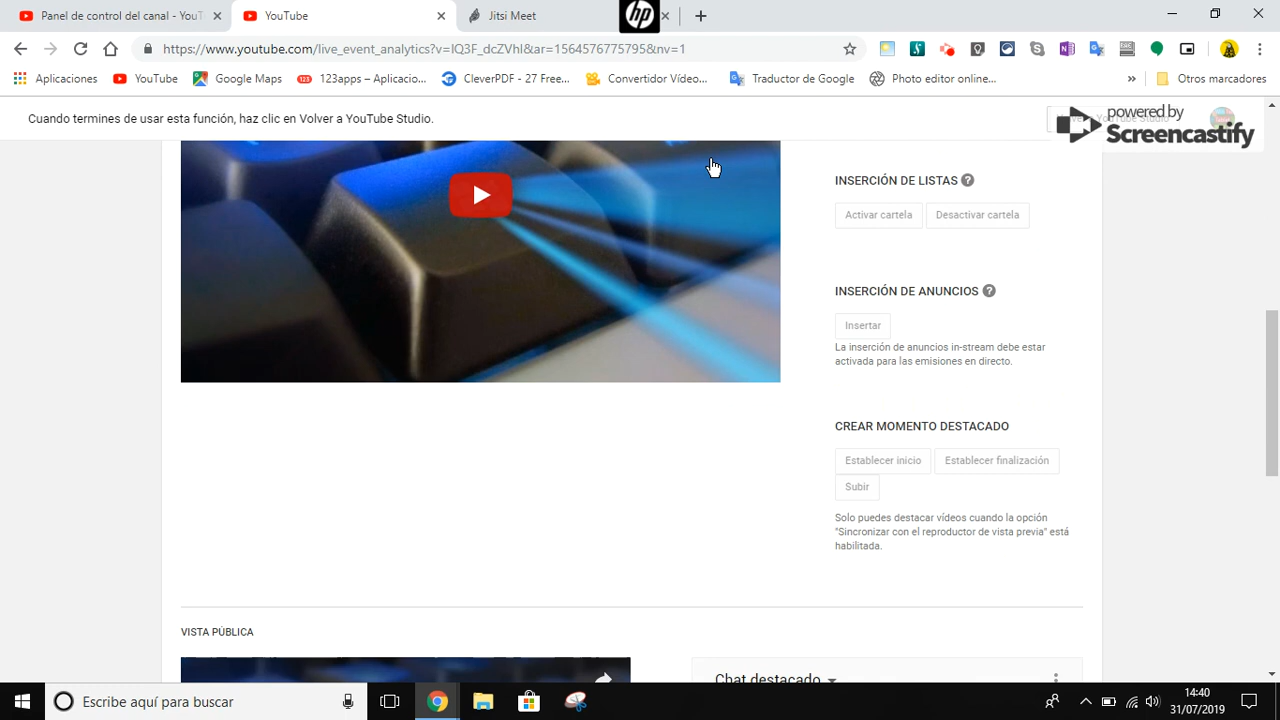 Panel de control del canal - YouT
YouTube
Jitsi Meet
hp
https://www.youtube.com/live_event_analytics?v=IQ3F_dcZVhI&ar=15645767757958&nv=1
Aplicaciones
YouTube
Google Maps
123apps – Aplicacio...
CleverPDF - 27 Free...
Convertidor Vídeo...
Traductor de Google
Photo editor online...
»
Otros marcadores
Cuando termines de usar esta función, haz clic en Volver a YouTube Studio.
powered by
Screencastify
INSERCIÓN DE LISTAS ?
Activar cartela
Desactivar cartela
INSERCIÓN DE ANUNCIOS ?
Insertar
La inserción de anuncios in-stream debe estar
activada para las emisiones en directo.
CREAR MOMENTO DESTACADO
Establecer inicio
Establecer finalización
Subir
Solo puedes destacar vídeos cuando la opción
"Sincronizar con el reproductor de vista previa" está
habilitada.
VISTA PÚBLICA
Chat destacado
Escribe aquí para buscar
14:40
31/07/2019